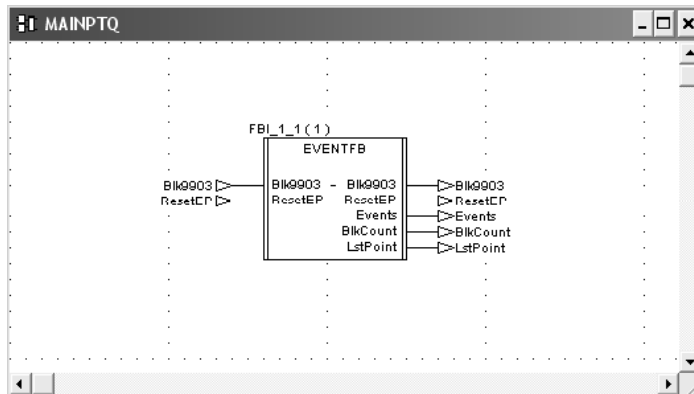 MAINPTQ
FBI_1_1(1)
EVENTFB
Blk9903 Blk9903 - Blk9903 Blk9903
ResetEP ResetEP ResetEP ResetEP
Events Events
BlkCount BlkCount
LstPoint LstPoint